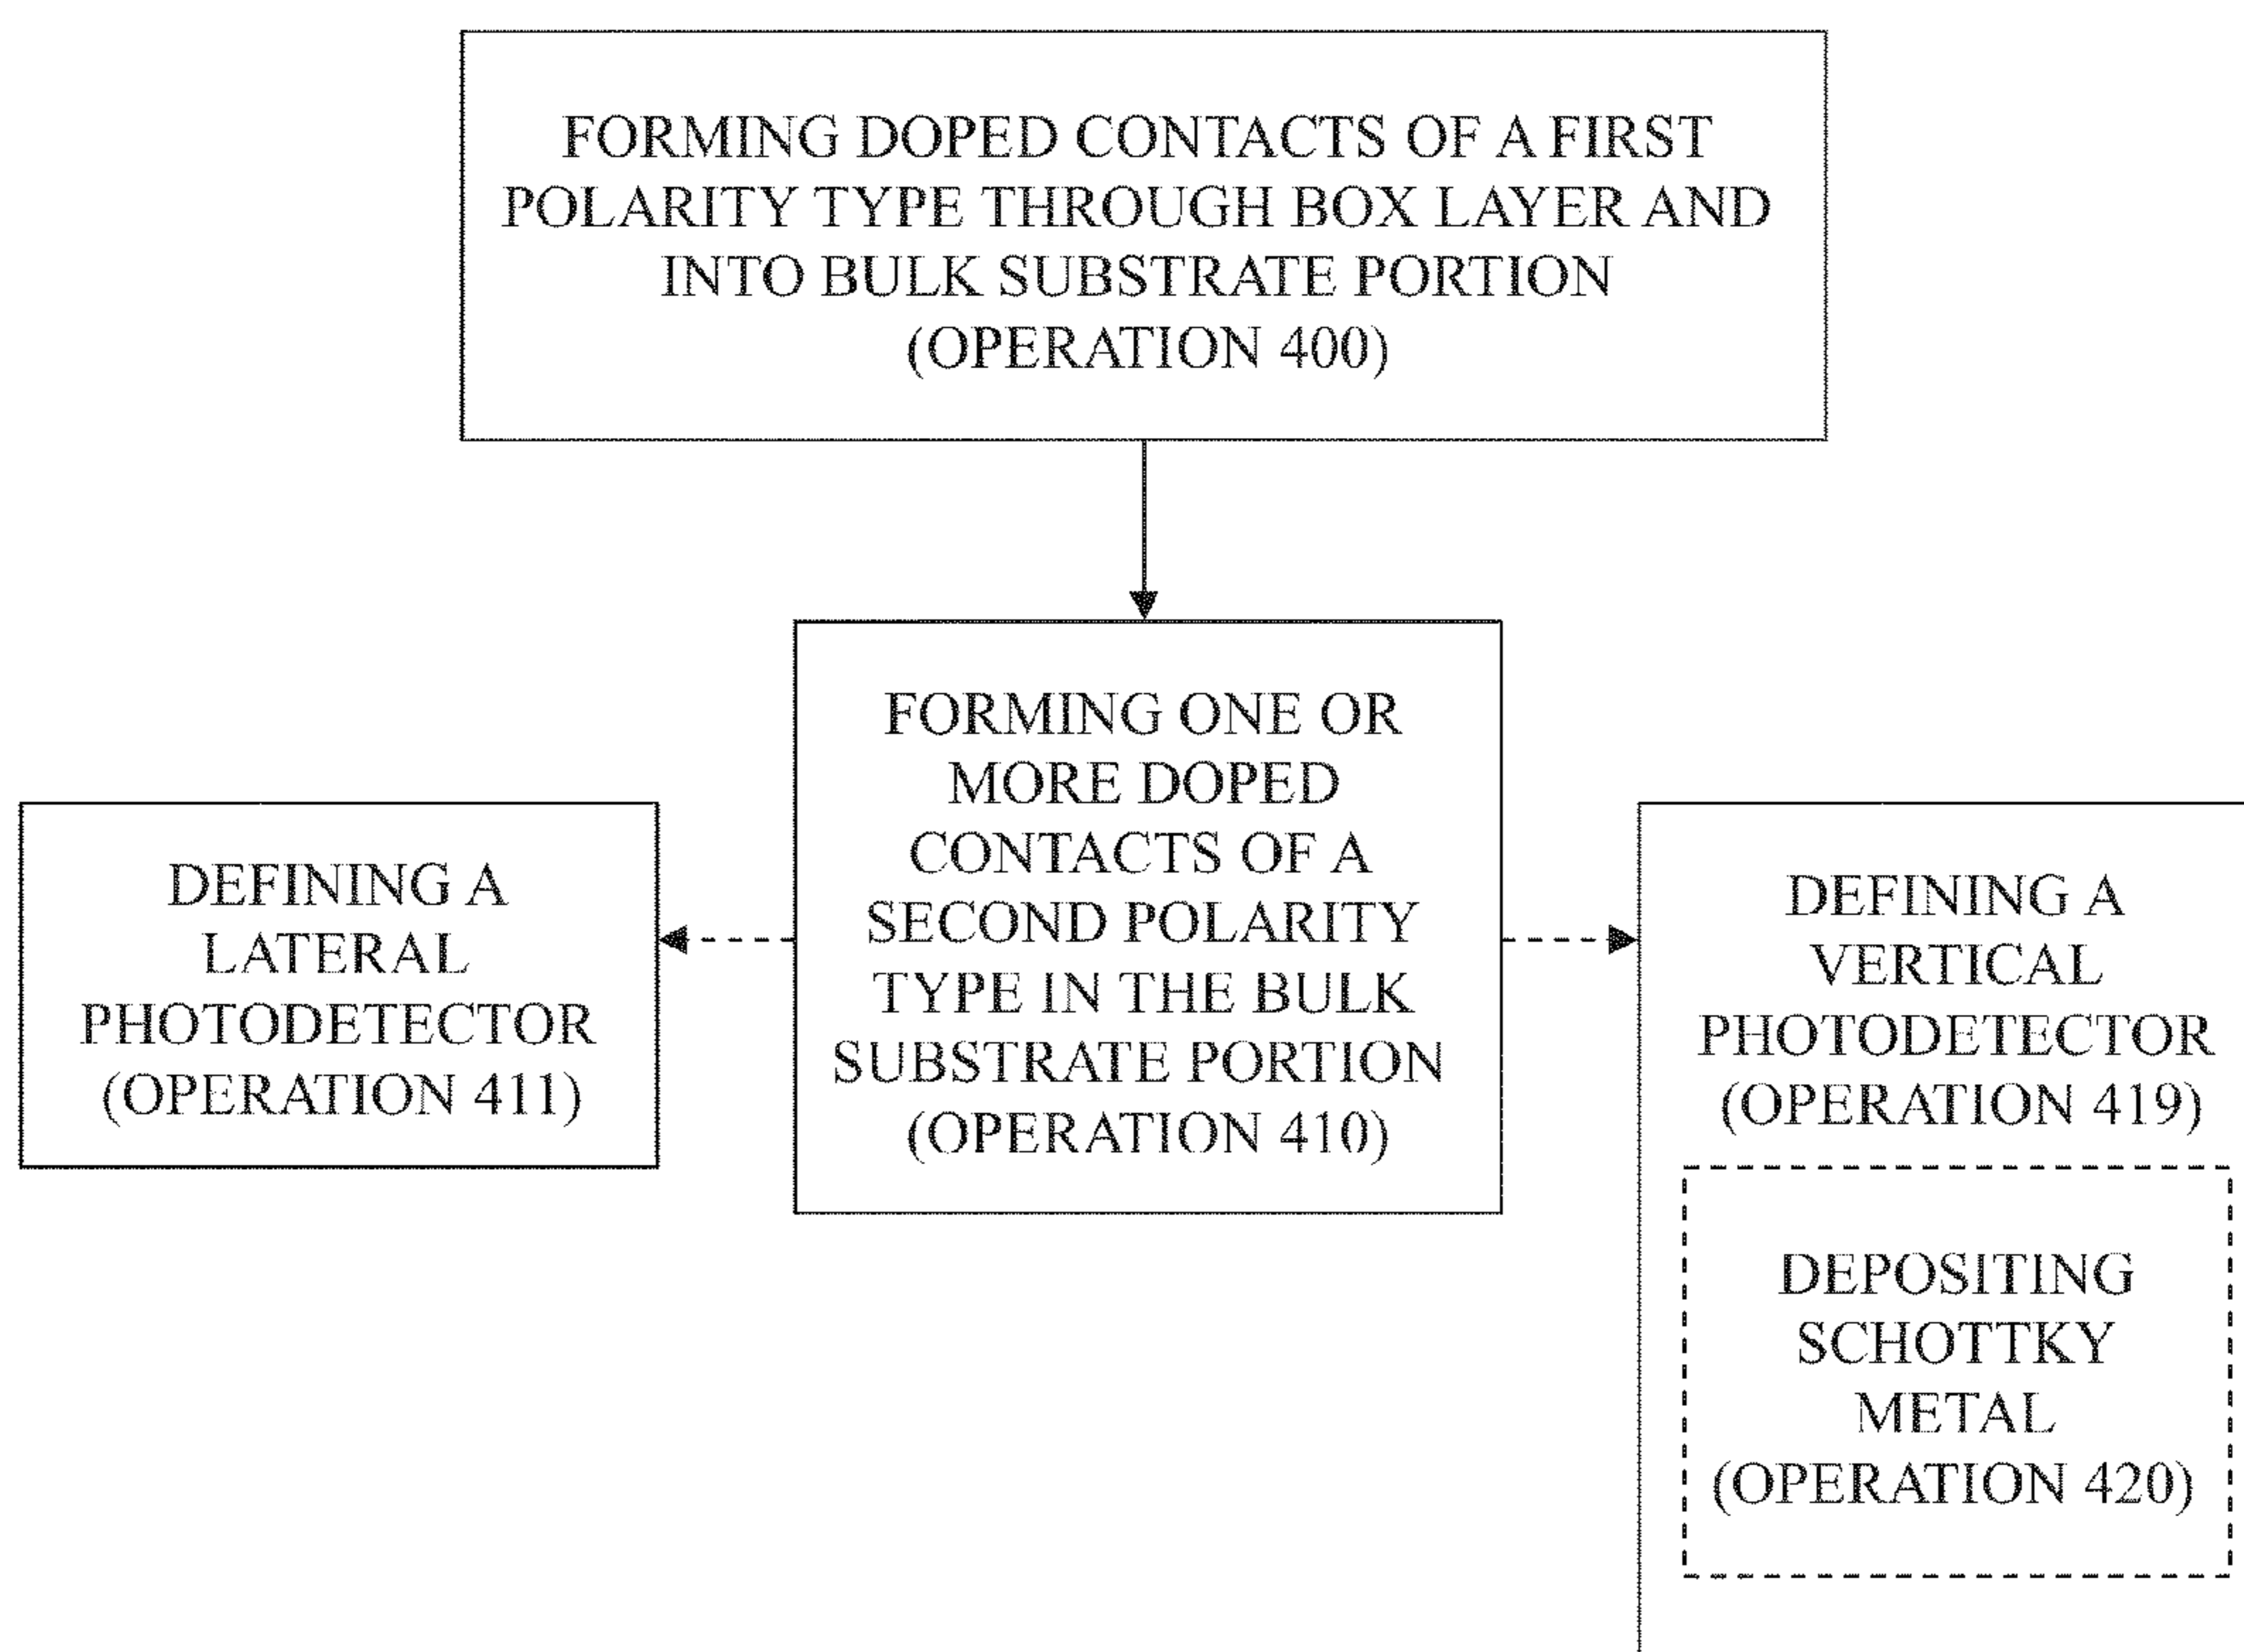 FORMING DOPED CONTACTS OF A FIRST
POLARITY TYPE THROUGH BOX LAYER AND
INTO BULK SUBSTRATE PORTION
(OPERATION 400)
FORMING ONE OR
MORE DOPED
CONTACTS OF A
SECOND POLARITY
TYPE IN THE BULK
SUBSTRATE PORTION
(OPERATION 410)
DEFINING A
LATERAL
PHOTODETECTOR
(OPERATION 411)
DEFINING A
VERTICAL
PHOTODETECTOR
(OPERATION 419)
DEPOSITING
SCHOTTKY
METAL
(OPERATION 420)